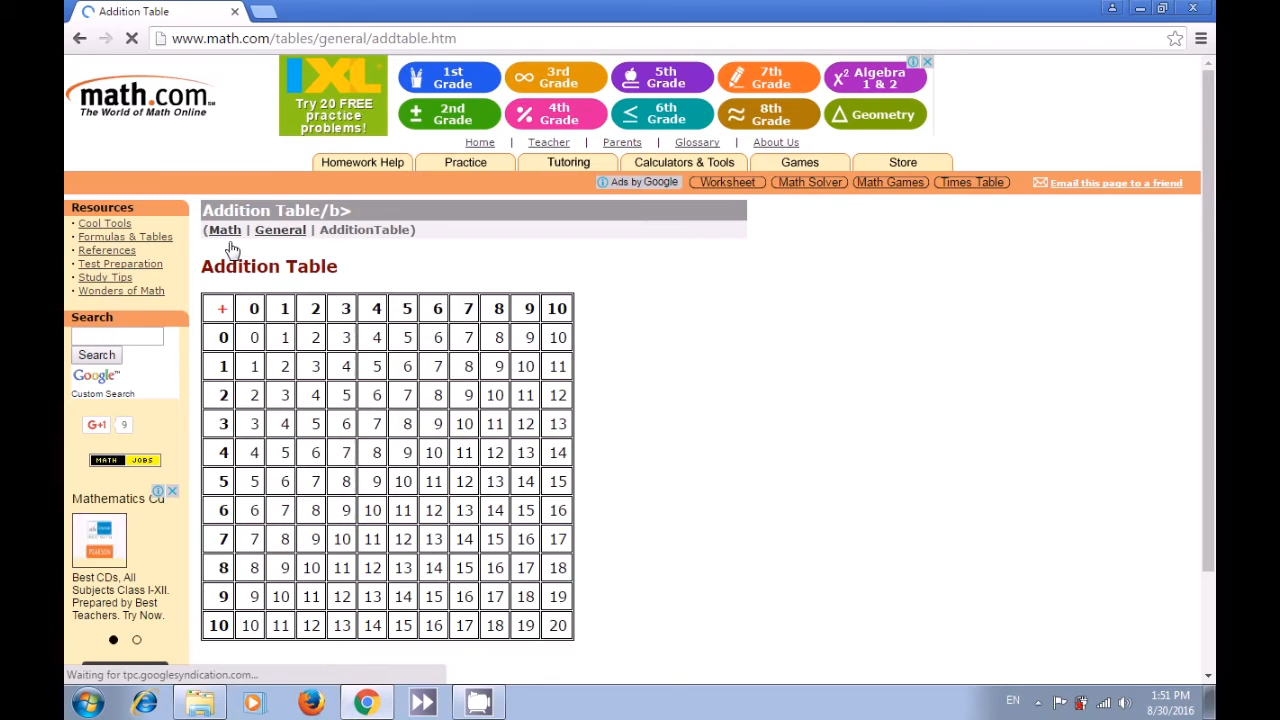 Addition Table
www.math.com/tables/general/addtable.htm
math.com
The World of Math Online
IXL
Try 20 FREE
practice
problems!
1st Grade
3rd Grade
5th Grade
7th Grade
x² Algebra 1 & 2
2nd Grade
4th Grade
6th Grade
8th Grade
Geometry
Home | Teacher | Parents | Glossary | About Us
Homework Help Practice Tutoring Calculators & Tools Games Store
Ads by Google Worksheet Math Solver Math Games Times Table Email this page to a friend
Resources
• Cool Tools
• Formulas & Tables
• References
• Test Preparation
• Study Tips
• Wonders of Math
Search
Search
Google™
Custom Search
G+1 9
MATH JOBS
Mathematics Cu
PEARSON
Best CDs, All
Subjects Class I-XII.
Prepared by Best
Teachers. Try Now.
Addition Table/b>
(Math | General | AdditionTable)
Addition Table
+ 0 1 2 3 4 5 6 7 8 9 10
0 0 1 2 3 4 5 6 7 8 9 10
1 1 2 3 4 5 6 7 8 9 10 11
2 2 3 4 5 6 7 8 9 10 11 12
3 3 4 5 6 7 8 9 10 11 12 13
4 4 5 6 7 8 9 10 11 12 13 14
5 5 6 7 8 9 10 11 12 13 14 15
6 6 7 8 9 10 11 12 13 14 15 16
7 7 8 9 10 11 12 13 14 15 16 17
8 8 9 10 11 12 13 14 15 16 17 18
9 9 10 11 12 13 14 15 16 17 18 19
10 10 11 12 13 14 15 16 17 18 19 20
Waiting for tpc.googlesyndication.com...
EN
1:51 PM
8/30/2016